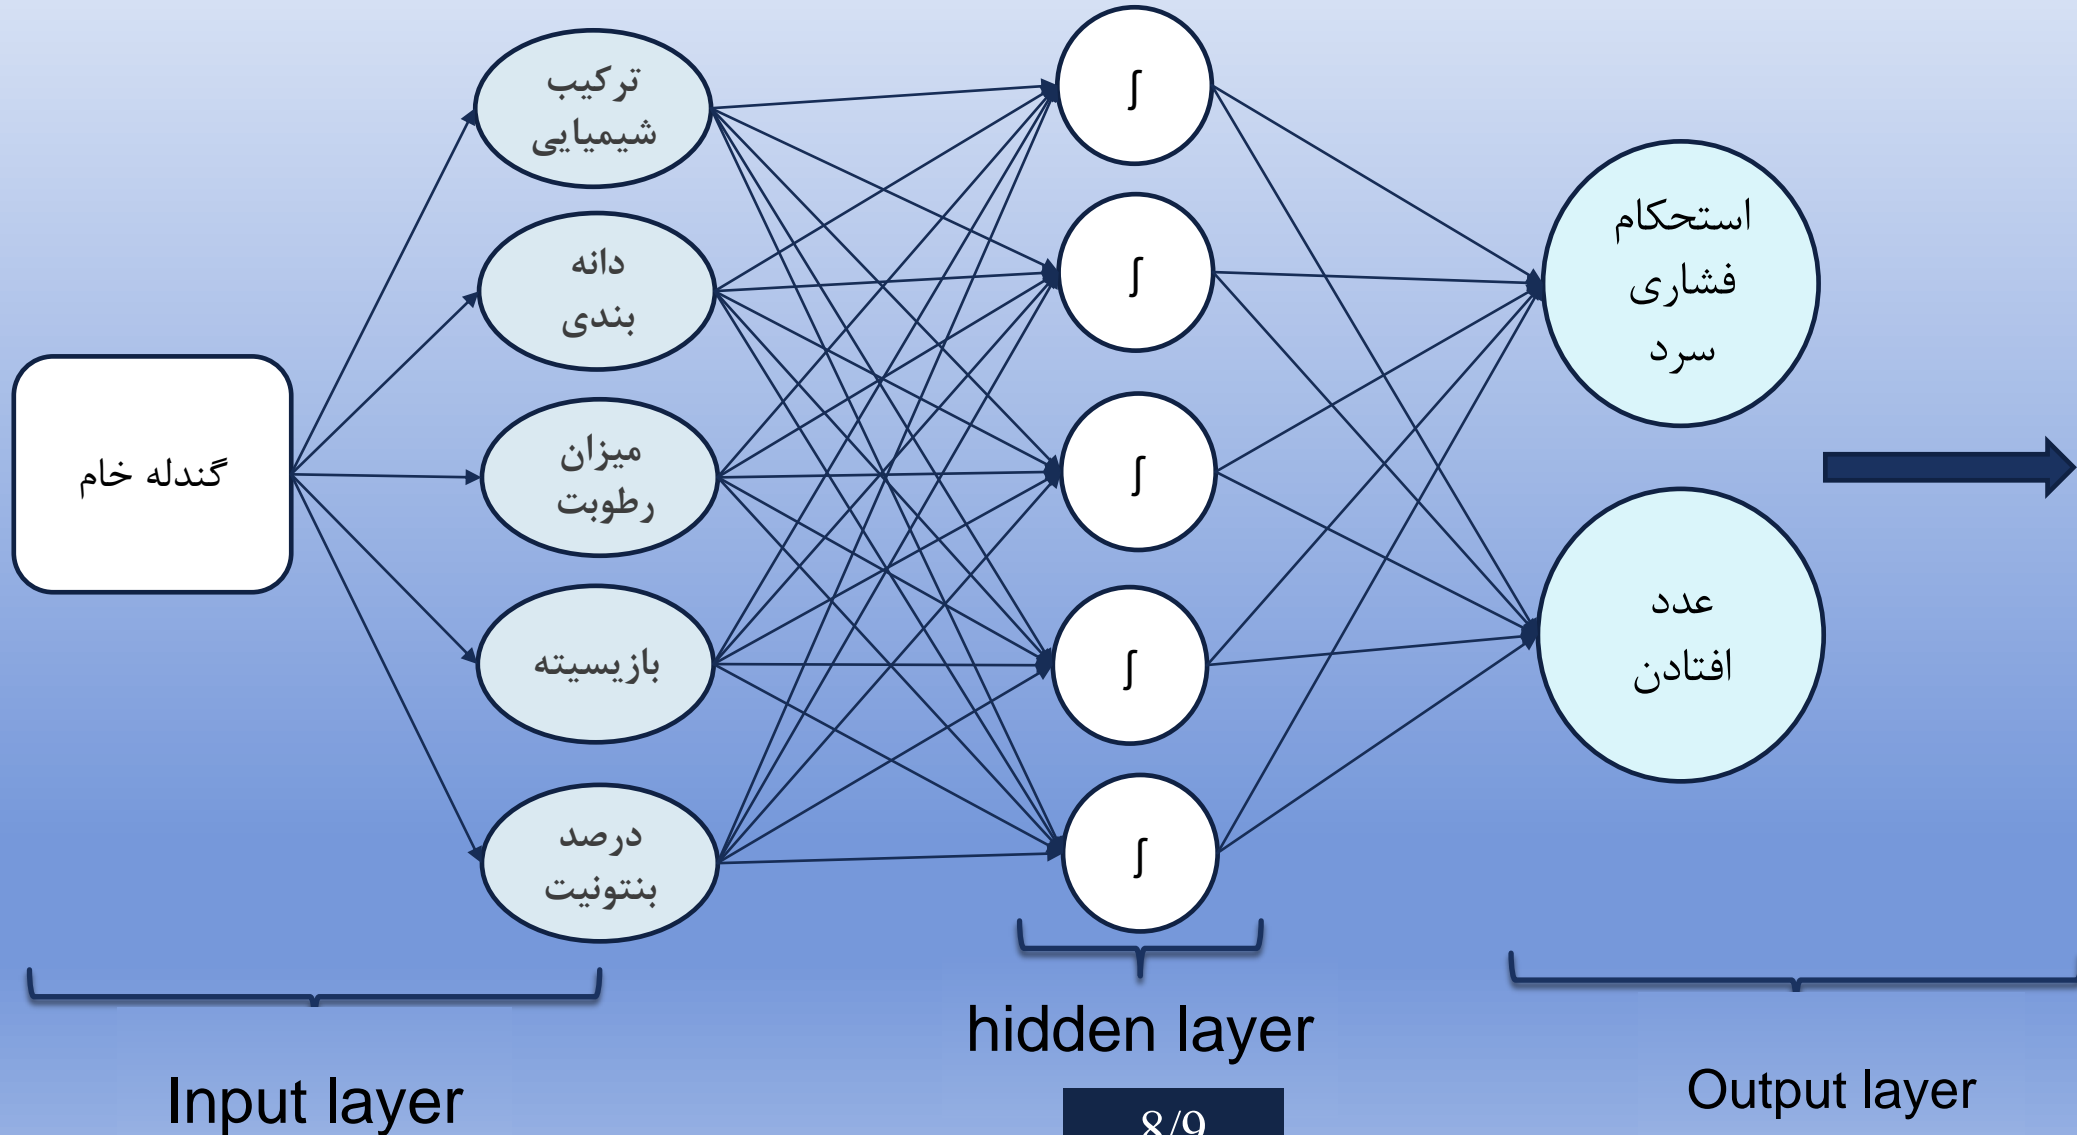 گندله خام
ترکیب
شیمیایی
دانه
بندی
میزان
رطوبت
بازیسیته
درصد
بنتونیت
∫
∫
∫
∫
∫
استحکام
فشاری
سرد
عدد
افتادن
Input layer
hidden layer
Output layer
8/9